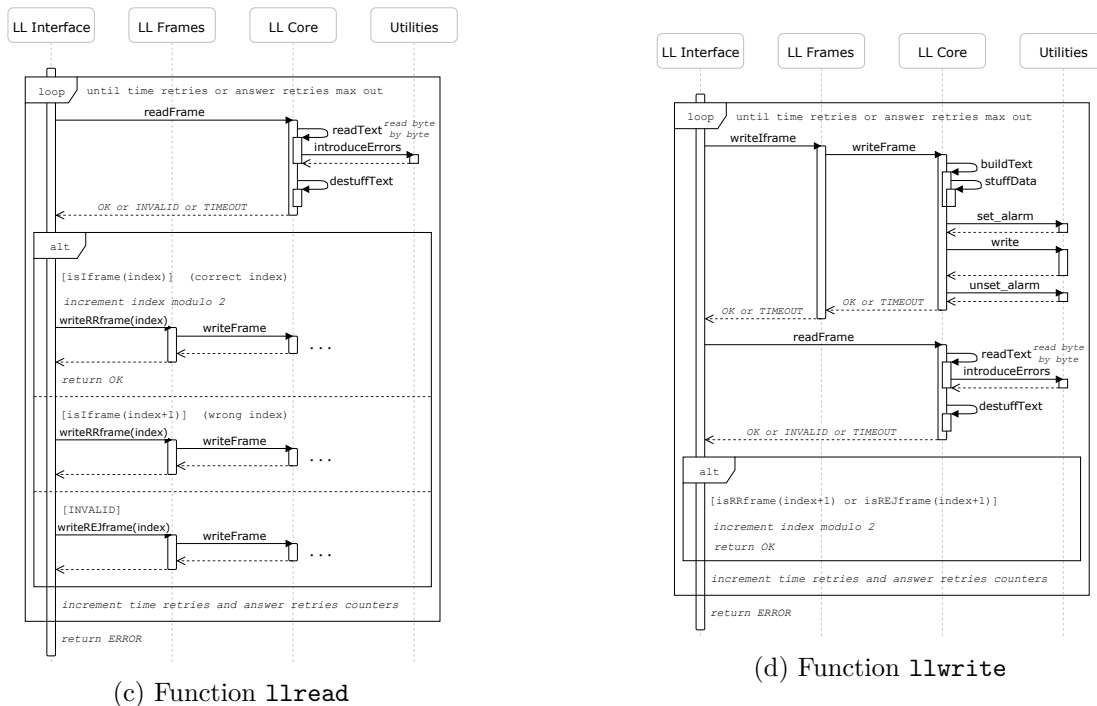 LL Interface LL Frames LL Core Utilities
loop until time retries or answer retries max out
readFrame
readText read byte
by byte
introduceErrors
destuffText
OK or INVALID or TIMEOUT
alt
[isIframe(index)] (correct index)
increment index modulo 2
writeRRframe(index)
writeFrame
...
return OK
[isIframe(index+1)] (wrong index)
writeRRframe(index)
writeFrame
...
[INVALID]
writeREJframe(index)
writeFrame
...
increment time retries and answer retries counters
return ERROR
(c) Function llread
LL Interface LL Frames LL Core Utilities
loop until time retries or answer retries max out
writeIframe
writeFrame
buildText
stuffData
set_alarm
write
unset_alarm
OK or TIMEOUT
OK or TIMEOUT
readFrame
readText read byte
by byte
introduceErrors
destuffText
OK or INVALID or TIMEOUT
alt
[isRRframe(index+1) or isREJframe(index+1)]
increment index modulo 2
return OK
increment time retries and answer retries counters
return ERROR
(d) Function llwrite